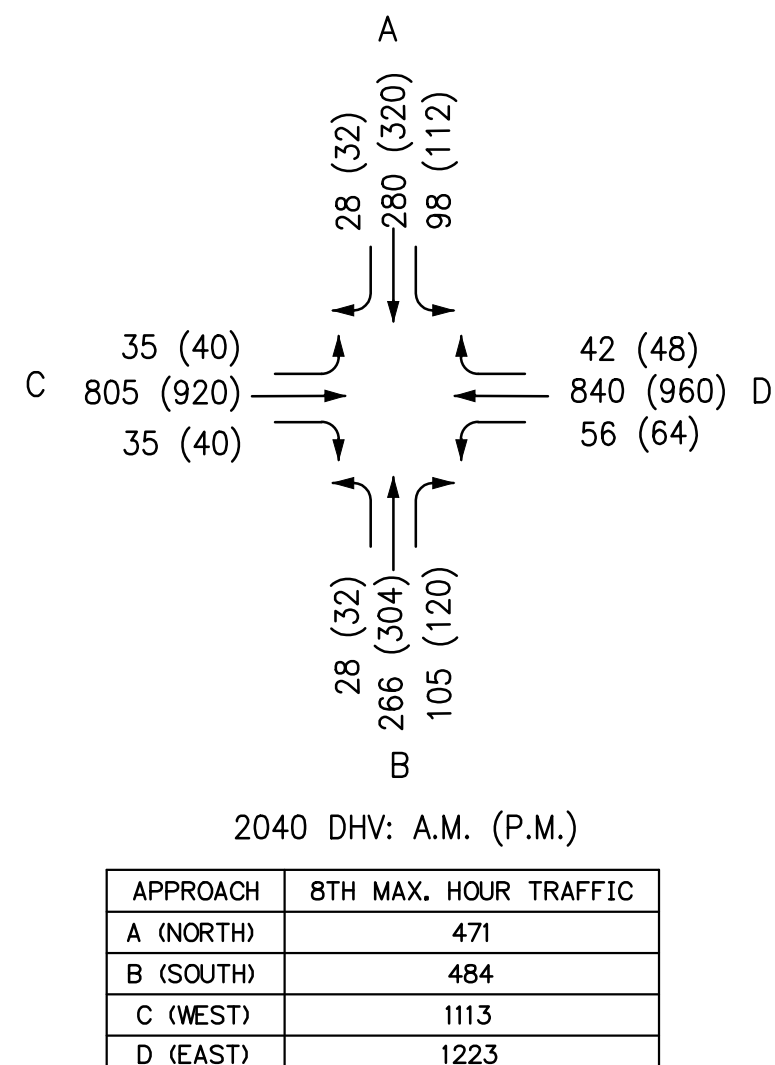 A
28 (32)
280 (320)
98 (112)
35 (40)
C 805 (920)
35 (40)
42 (48)
840 (960) D
56 (64)
28 (32)
266 (304)
105 (120)
B
2040 DHV: A.M. (P.M.)
APPROACH 8TH MAX. HOUR TRAFFIC
A (NORTH) 471
B (SOUTH) 484
C (WEST) 1113
D (EAST) 1223